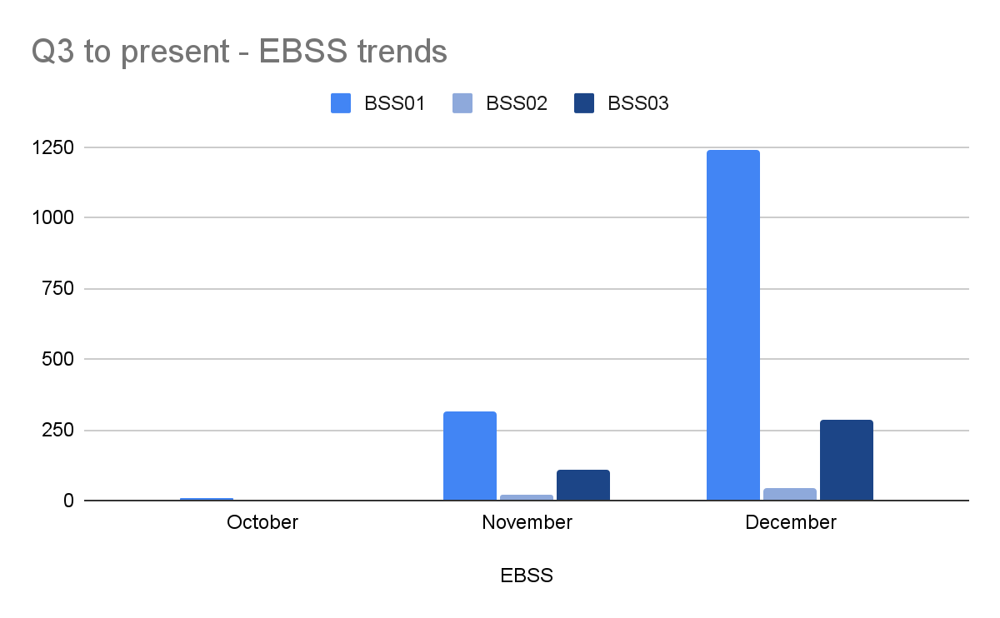 Q3 to present - EBSS trends
BSS01 BSS02 BSS03
1250
1000
750
500
250
0
October November December
EBSS